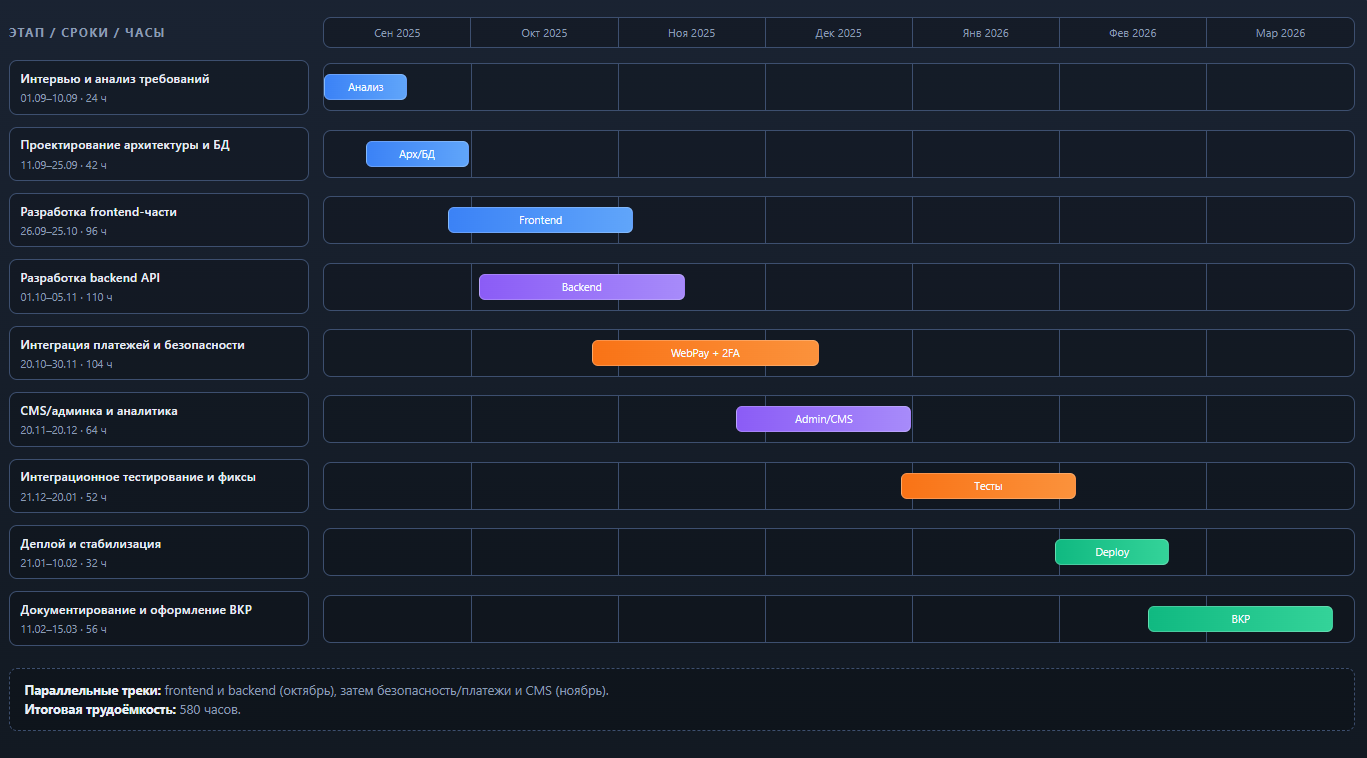 ЭТАП / СРОКИ / ЧАСЫ
Сен 2025
Окт 2025
Ноя 2025
Дек 2025
Янв 2026
Фев 2026
Мар 2026
Интервью и анализ требований
01.09–10.09 · 24 ч
Анализ
Проектирование архитектуры и БД
11.09–25.09 · 42 ч
Арх/БД
Разработка frontend-части
26.09–25.10 · 96 ч
Frontend
Разработка backend API
01.10–05.11 · 110 ч
Backend
Интеграция платежей и безопасности
20.10–30.11 · 104 ч
WebPay + 2FA
CMS/админка и аналитика
20.11–20.12 · 64 ч
Admin/CMS
Интеграционное тестирование и фиксы
21.12–20.01 · 52 ч
Тесты
Деплой и стабилизация
21.01–10.02 · 32 ч
Deploy
Документирование и оформление ВКР
11.02–15.03 · 56 ч
ВКР
Параллельные треки: frontend и backend (октябрь), затем безопасность/платежи и CMS (ноябрь).
Итоговая трудоёмкость: 580 часов.